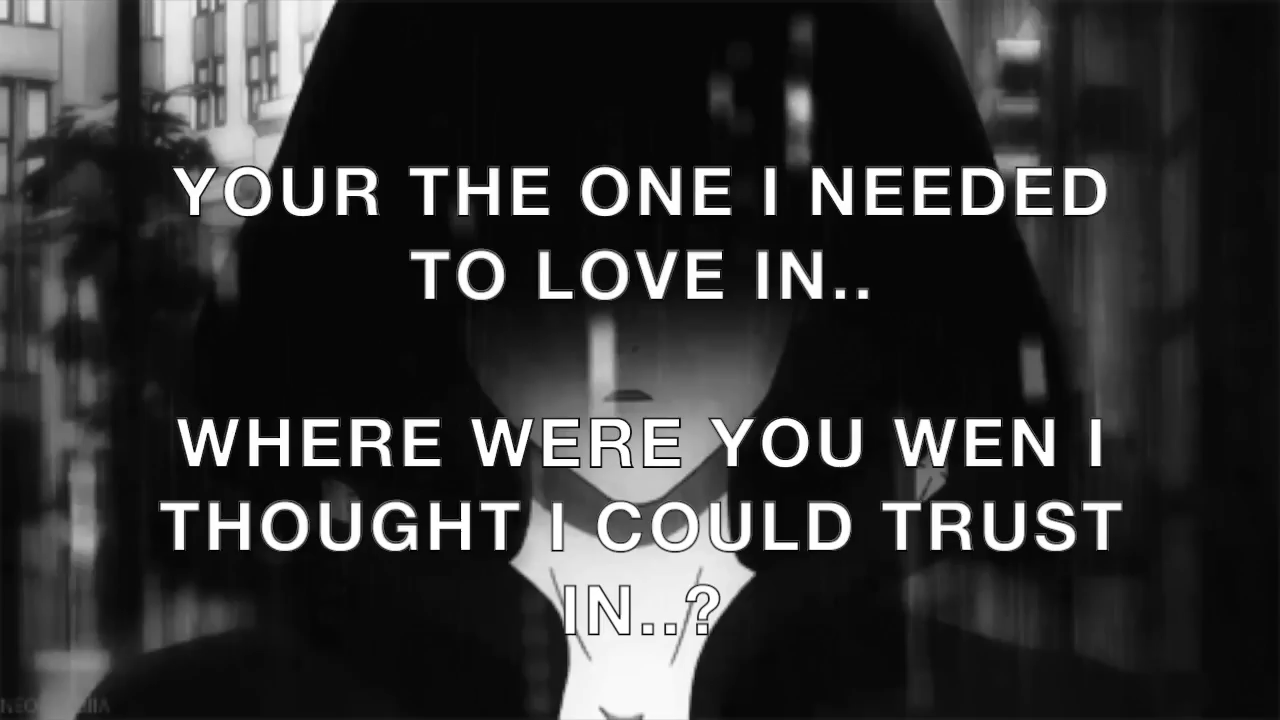 YOUR THE ONE I NEEDED
TO LOVE IN..
WHERE WERE YOU WEN I
THOUGHT I COULD TRUST
IN..?